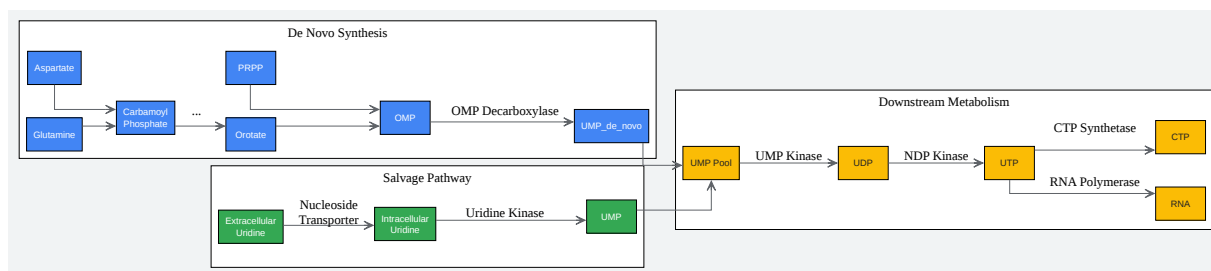 De Novo Synthesis
Aspartate
PRPP
Glutamine
Carbamoyl
Phosphate
...
Orotate
OMP
OMP Decarboxylase
UMP_de_novo
Salvage Pathway
Extracellular
Uridine
Nucleoside
Transporter
Intracellular
Uridine
Uridine Kinase
UMP
Downstream Metabolism
UMP Pool
UMP Kinase
UDP
NDP Kinase
UTP
CTP Synthetase
CTP
RNA Polymerase
RNA